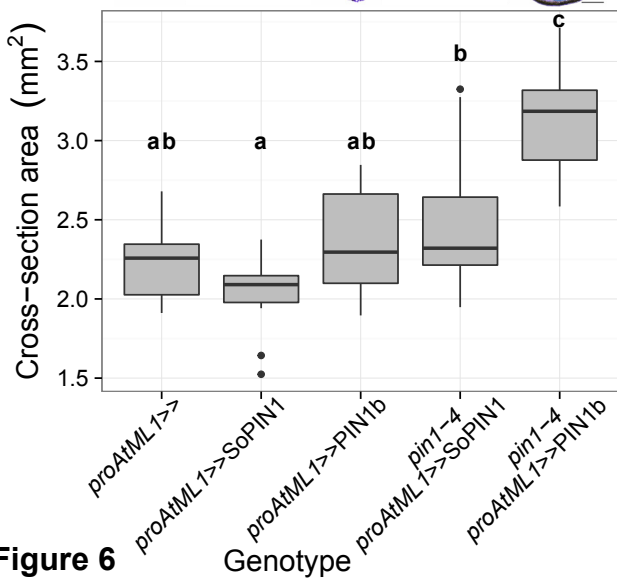 Cross−section area (mm²)
3.5
3.0
2.5
2.0
1.5
ab
a
ab
b
c
proAtML1>>
proAtML1>>SoPIN1
proAtML1>>PIN1b
pin1−4
proAtML1>>SoPIN1
pin1−4
proAtML1>>PIN1b
Figure 6
Genotype